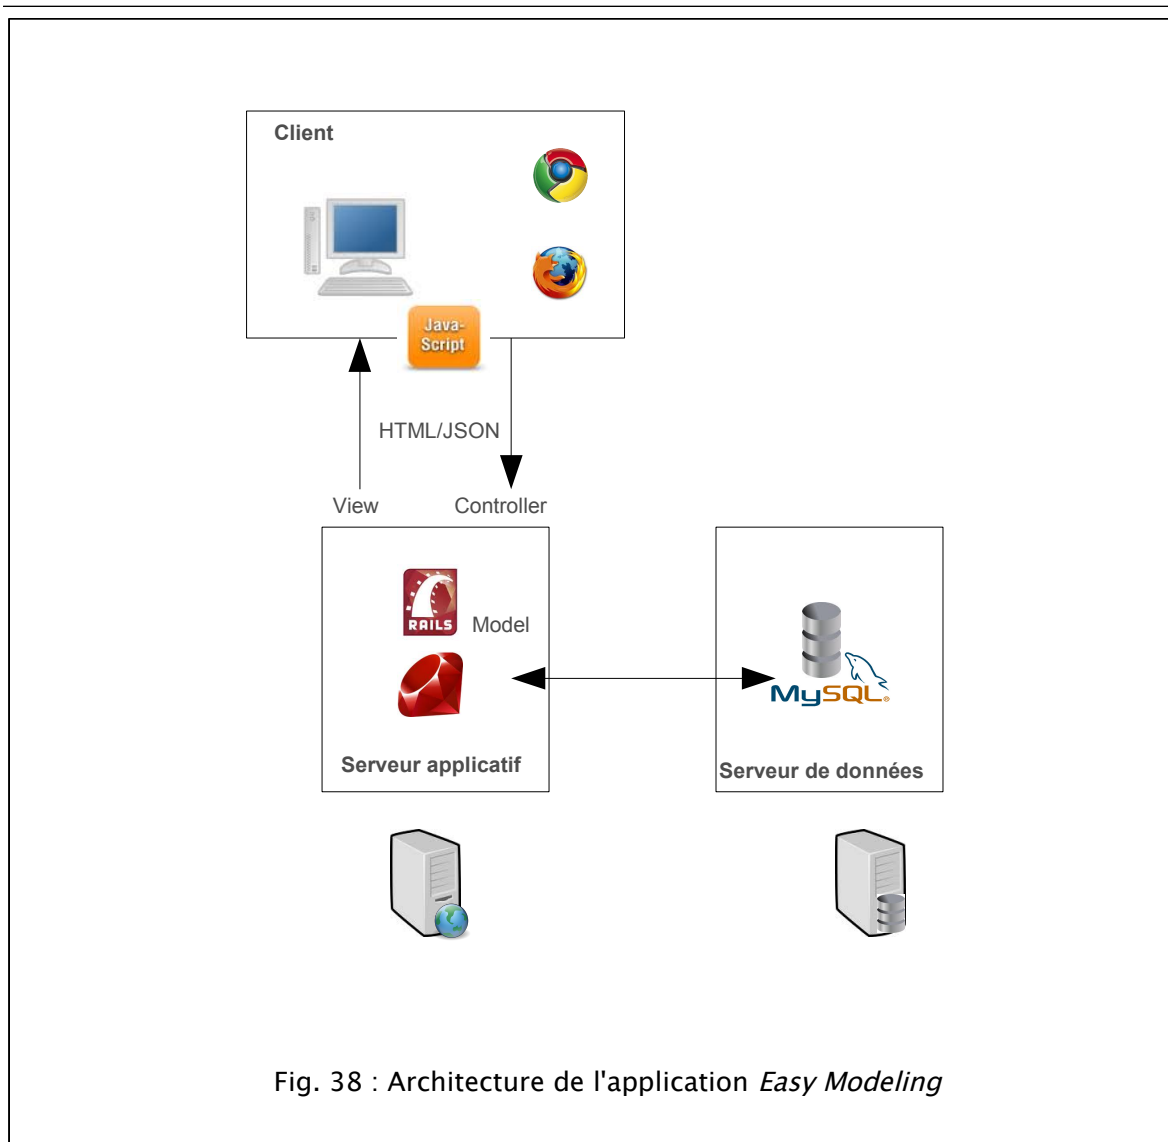 Client
Java-
Script
HTML/JSON
View
Controller
RAILS
Model
MySQL®
Serveur applicatif
Serveur de données
Fig. 38 : Architecture de l'application Easy Modeling